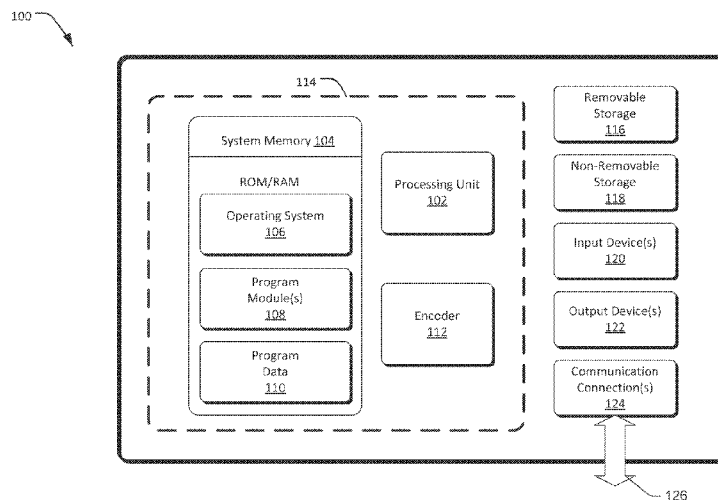 100
114
System Memory 104
ROM/RAM
Operating System
106
Program
Module(s)
108
Program
Data
110
Processing Unit
102
Encoder
112
Removable
Storage
116
Non-Removable
Storage
118
Input Device(s)
120
Output Device(s)
122
Communication
Connection(s)
124
126